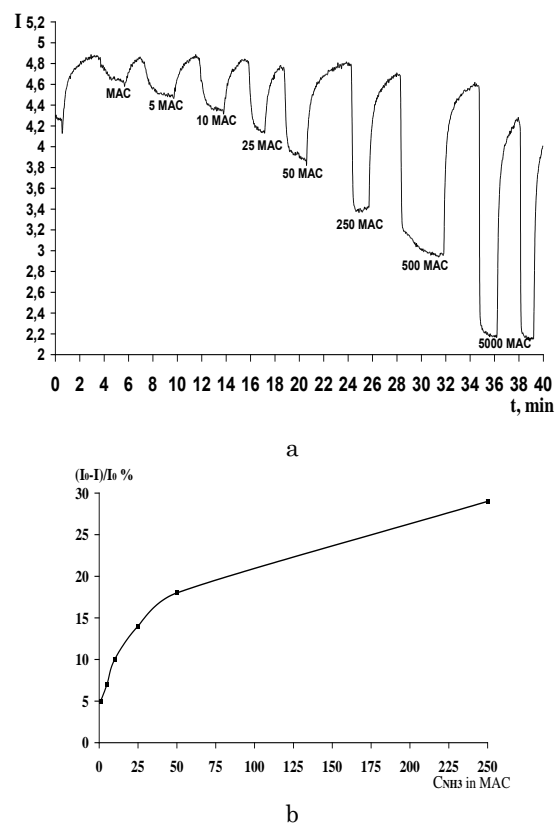 I 5,2
5
4,8
4,6
4,4
4,2
4
3,8
3,6
3,4
3,2
3
2,8
2,6
2,4
2,2
2
MAC
5 MAC
10 MAC
25 MAC
50 MAC
250 MAC
500 MAC
5000 MAC
0 2 4 6 8 10 12 14 16 18 20 22 24 26 28 30 32 34 36 38 40
t, min
a
(I0-I)/I0 %
30
25
20
15
10
5
0
0 25 50 75 100 125 150 175 200 225 250
CNH3 in MAC
b